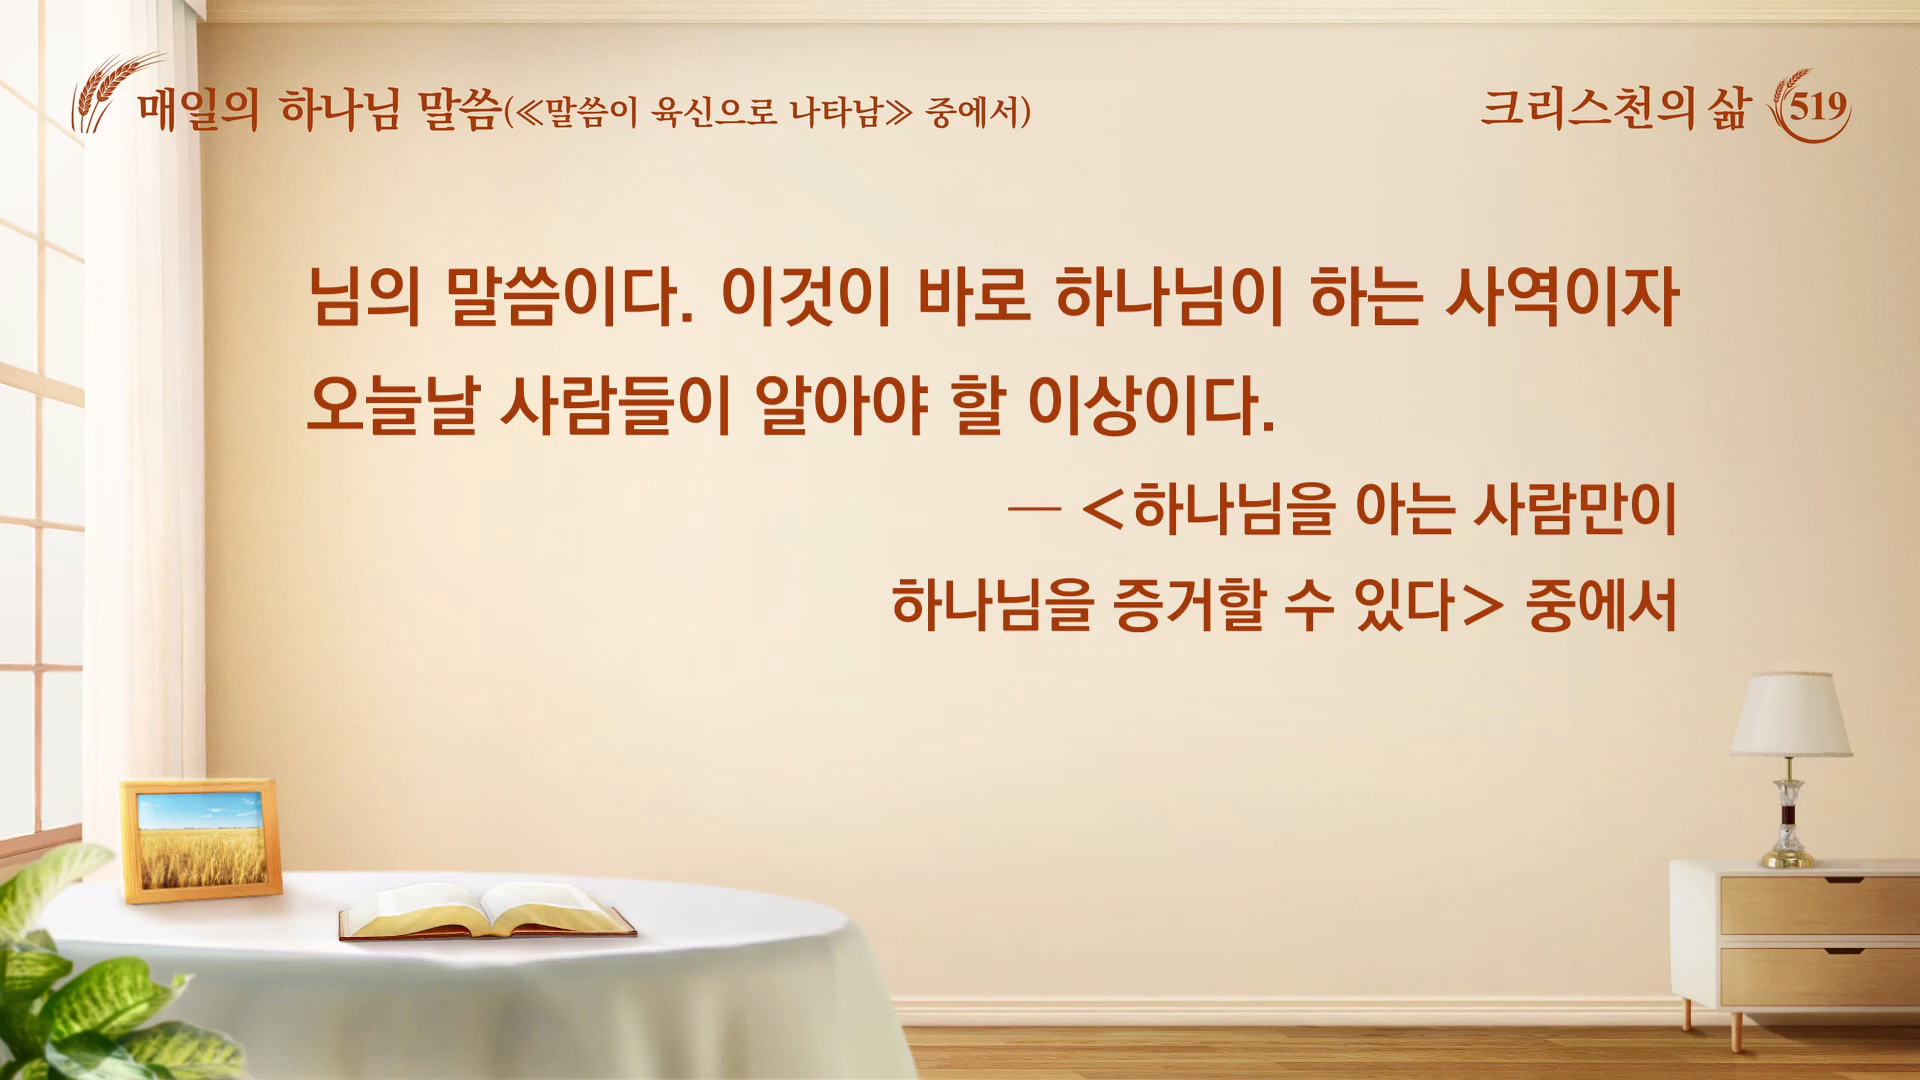 매일의 하나님 말씀(≪말씀이 육신으로 나타남≫ 중에서)
크리스천의 삶 519
님의 말씀이다. 이것이 바로 하나님이 하는 사역이자
오늘날 사람들이 알아야 할 이상이다.
— <하나님을 아는 사람만이
하나님을 증거할 수 있다> 중에서